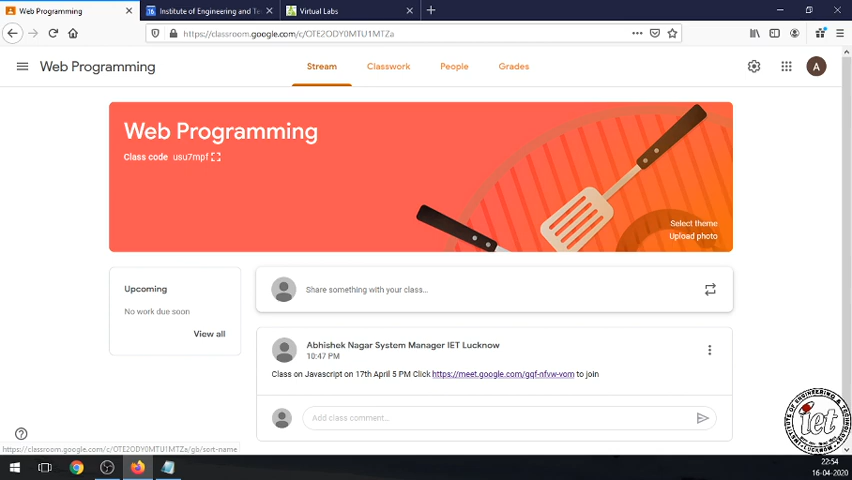 Web Programming
Institute of Engineering and Te
Virtual Labs
https://classroom.google.com/c/OTE2ODY0MTU1MTZa
Web Programming
Stream
Classwork
People
Grades
A
Web Programming
Class code usu7mpf
Select theme
Upload photo
Upcoming
No work due soon
View all
Share something with your class...
Abhishek Nagar System Manager IET Lucknow
10:47 PM
Class on Javascript on 17th April 5 PM Click https://meet.google.com/gqf-nfvw-vom to join
Add class comment...
https://classroom.google.com/c/OTE2ODY0MTU1MTZa/gb/sort-name
iet
22:54
16-04-2020